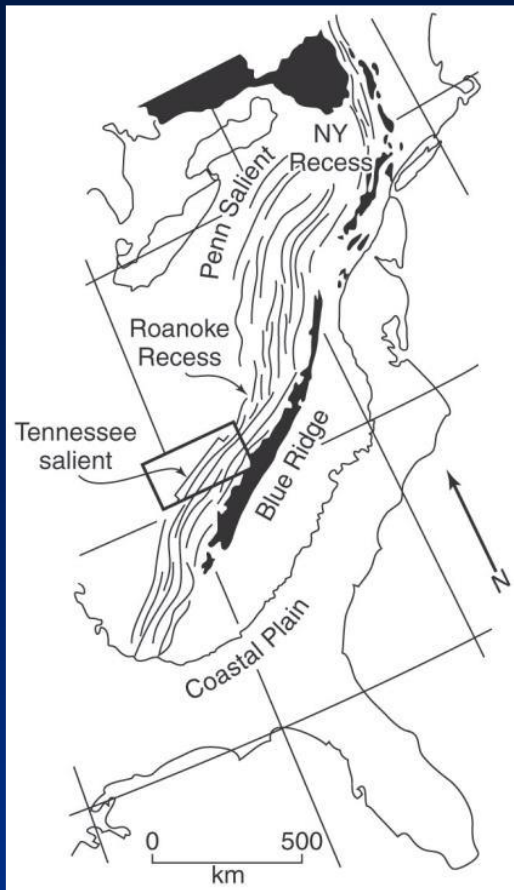 NY
Recess
Penn Salient
Roanoke
Recess
Tennessee
salient
Blue Ridge
N
Coastal Plain
0 500
km